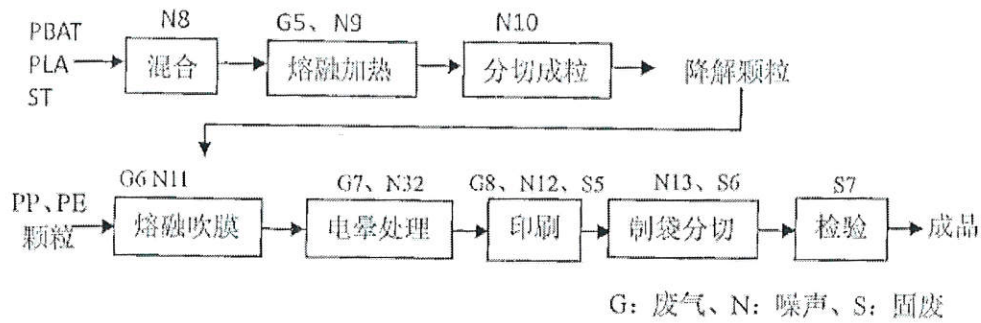 N8
G5、N9
N10
PBAT
PLA
ST
混合
熔融加热
分切成粒
降解颗粒
G6 N11
G7、N32
G8、N12、S5
N13、S6
S7
PP、PE
颗粒
熔融吹膜
电晕处理
印刷
制袋分切
检验
成品
G：废气、N：噪声、S：固废